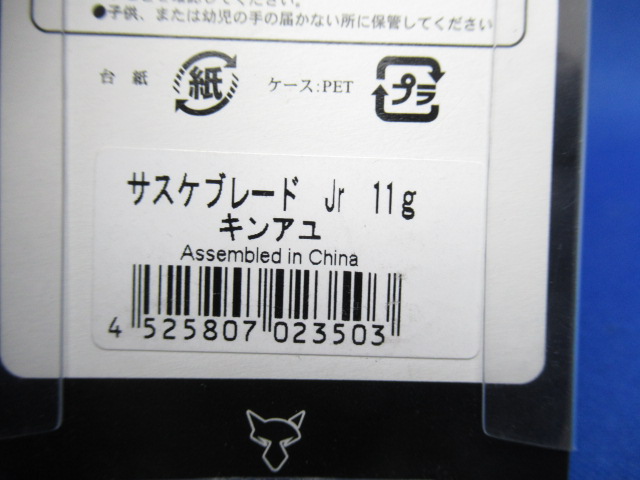 ●子供、または幼児の手の届かない所に保管してください
台紙 紙 ケース:PET プラ
サスケブレード Jr 11g
キンアユ
Assembled in China
4 525807 023503